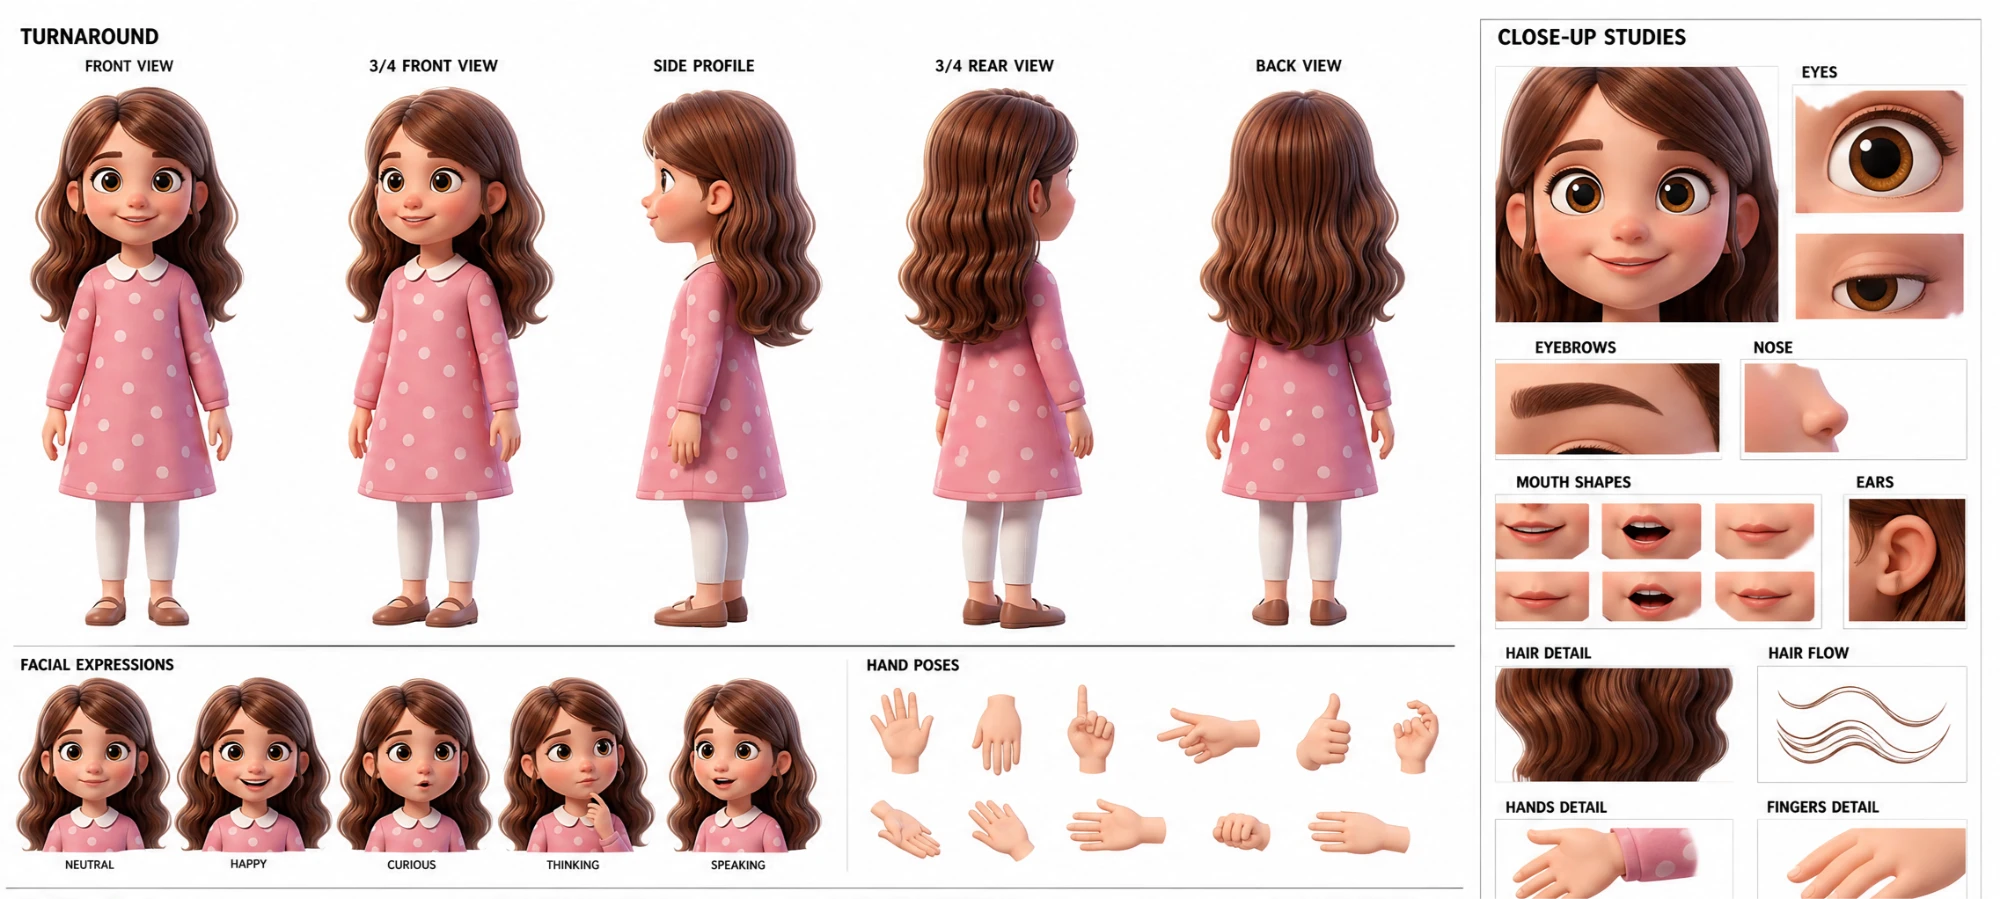 TURNAROUND
FRONT VIEW
3/4 FRONT VIEW
SIDE PROFILE
3/4 REAR VIEW
BACK VIEW
FACIAL EXPRESSIONS
NEUTRAL
HAPPY
CURIOUS
THINKING
SPEAKING
HAND POSES
CLOSE-UP STUDIES
EYES
EYEBROWS
NOSE
MOUTH SHAPES
EARS
HAIR DETAIL
HAIR FLOW
HANDS DETAIL
FINGERS DETAIL